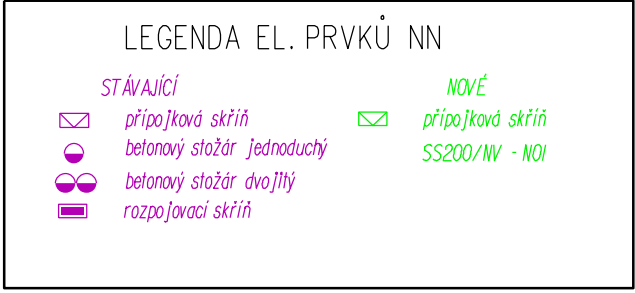 LEGENDA EL. PRVKŮ NN
STÁVAJÍCÍ
přípojková skříň
betonový stožár jednoduchý
betonový stožár dvojitý
rozpojovací skříň
NOVÉ
přípojková skříň
SS200/NV - N01